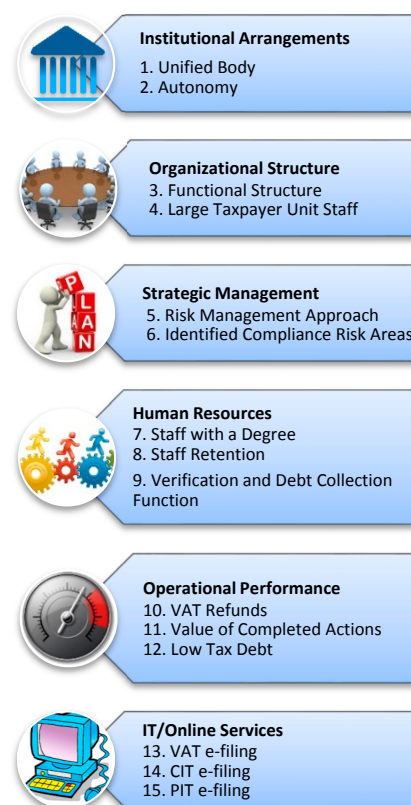 Institutional Arrangements
1. Unified Body
2. Autonomy
Organizational Structure
3. Functional Structure
4. Large Taxpayer Unit Staff
PLAN
PLAN
Strategic Management
5. Risk Management Approach
6. Identified Compliance Risk Areas
Human Resources
7. Staff with a Degree
8. Staff Retention
9. Verification and Debt Collection
Function
Operational Performance
10. VAT Refunds
11. Value of Completed Actions
12. Low Tax Debt
IT/Online Services
13. VAT e-filing
14. CIT e-filing
15. PIT e-filing